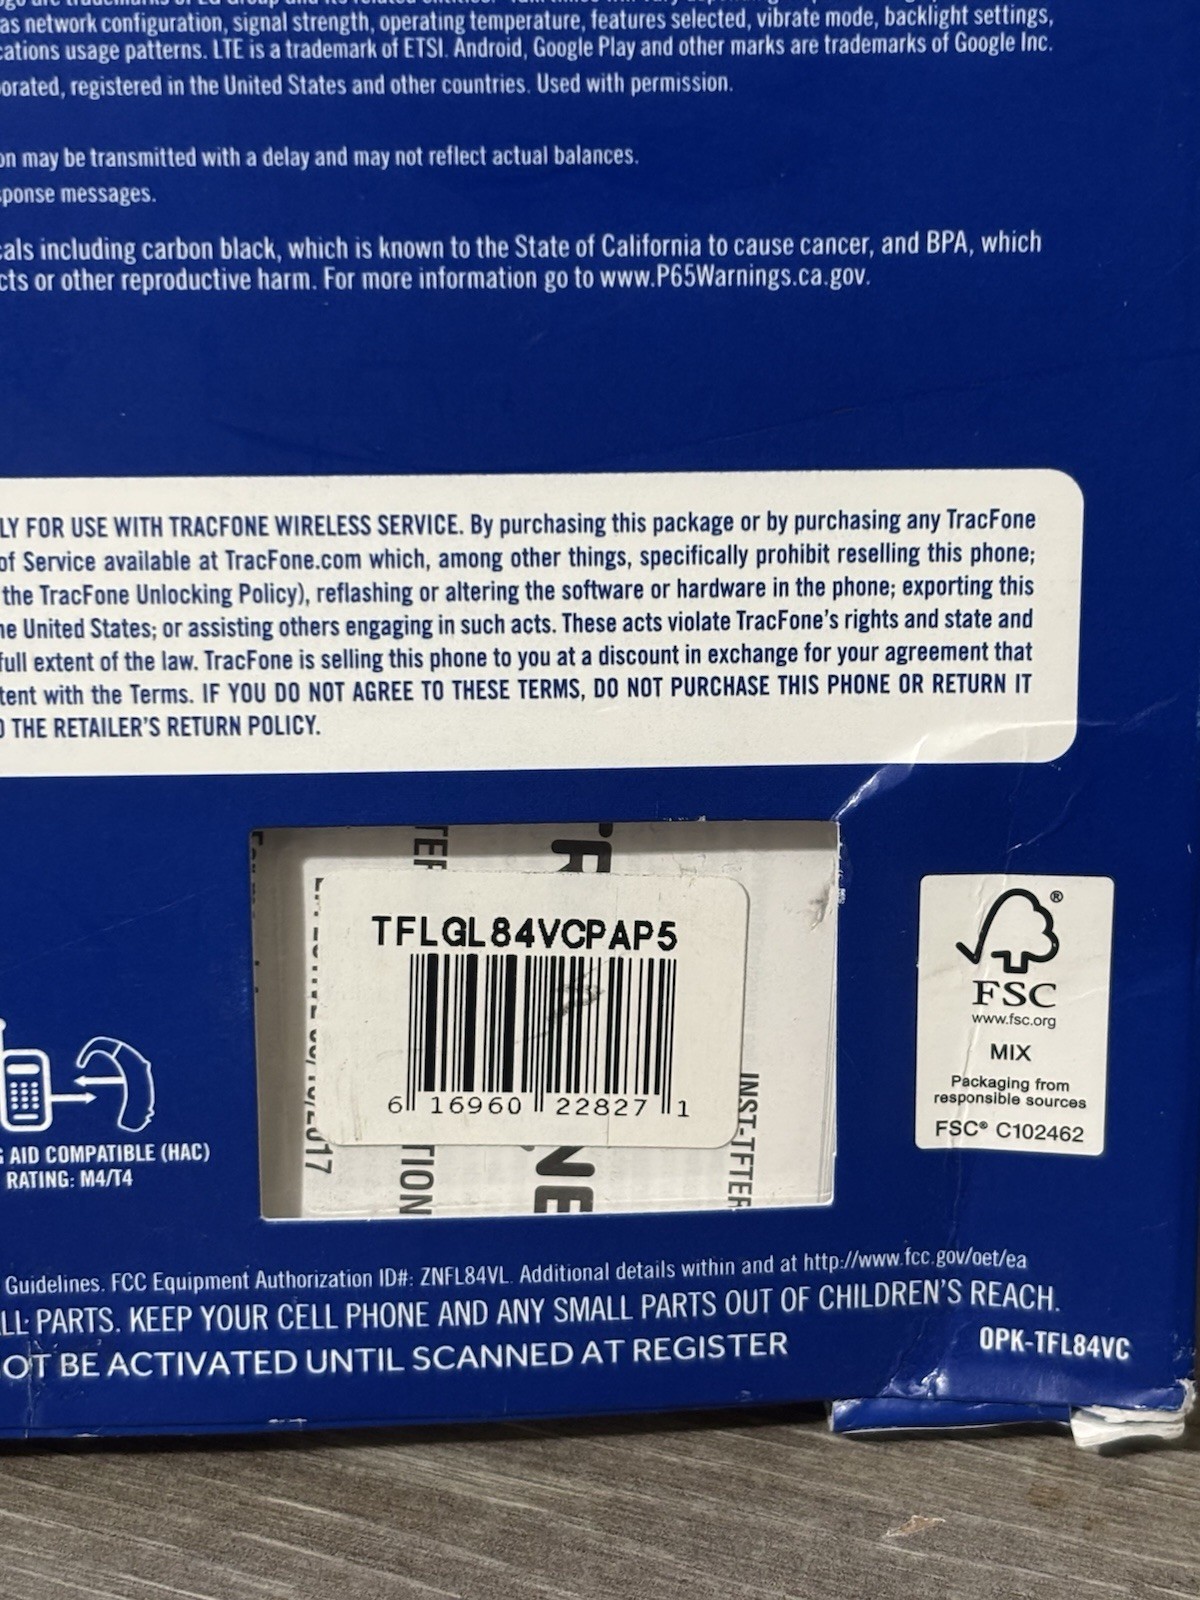 as network configuration, signal strength, operating temperature, features selected, vibrate mode, backlight settings,
cations usage patterns. LTE is a trademark of ETSI. Android, Google Play and other marks are trademarks of Google Inc.
orated, registered in the United States and other countries. Used with permission.
on may be transmitted with a delay and may not reflect actual balances.
sponse messages.
cals including carbon black, which is known to the State of California to cause cancer, and BPA, which
cts or other reproductive harm. For more information go to www.P65Warnings.ca.gov.
LY FOR USE WITH TRACFONE WIRELESS SERVICE. By purchasing this package or by purchasing any TracFone
of Service available at TracFone.com which, among other things, specifically prohibit reselling this phone;
the TracFone Unlocking Policy), reflashing or altering the software or hardware in the phone; exporting this
he United States; or assisting others engaging in such acts. These acts violate TracFone's rights and state and
full extent of the law. TracFone is selling this phone to you at a discount in exchange for your agreement that
tent with the Terms. IF YOU DO NOT AGREE TO THESE TERMS, DO NOT PURCHASE THIS PHONE OR RETURN IT
O THE RETAILER'S RETURN POLICY.
TFLGL84VCPAP5
6 16960 22827 1
INST-TFTER
TION
NE
®
FSC
www.fsc.org
MIX
Packaging from
responsible sources
FSC® C102462
G AID COMPATIBLE (HAC)
RATING: M4/T4
Guidelines. FCC Equipment Authorization ID#: ZNFL84VL. Additional details within and at http://www.fcc.gov/oet/ea
LL PARTS. KEEP YOUR CELL PHONE AND ANY SMALL PARTS OUT OF CHILDREN'S REACH.
OT BE ACTIVATED UNTIL SCANNED AT REGISTER
OPK-TFL84VC